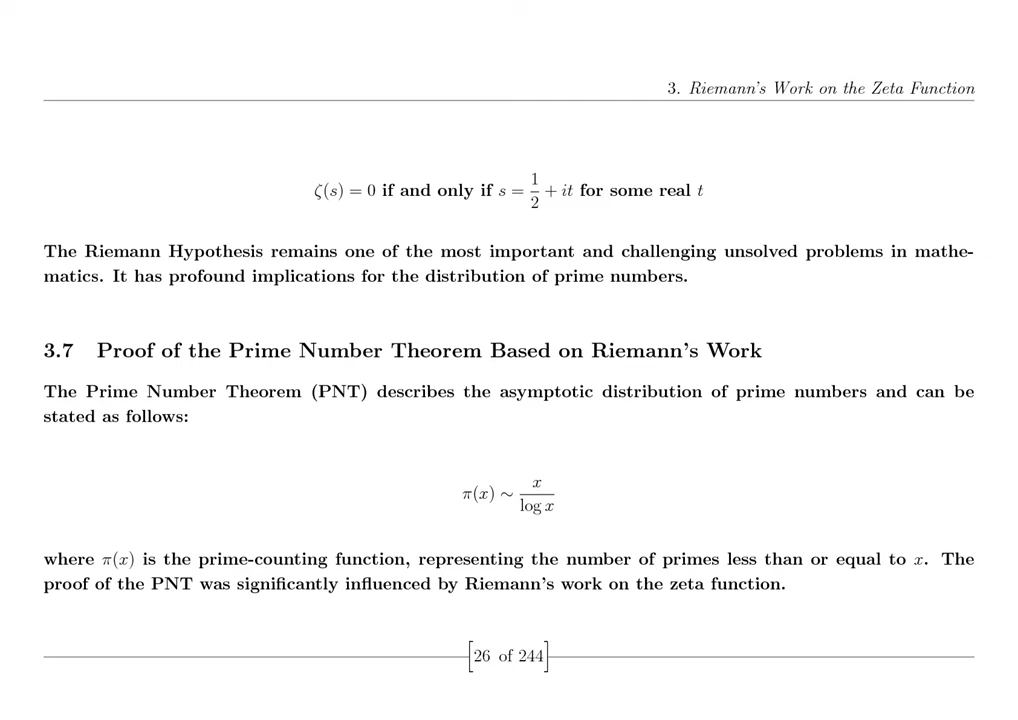 3. Riemann's Work on the Zeta Function
ζ(s) = 0 if and only if s = 1/2 + it for some real t
The Riemann Hypothesis remains one of the most important and challenging unsolved problems in mathe-
matics. It has profound implications for the distribution of prime numbers.
3.7 Proof of the Prime Number Theorem Based on Riemann's Work
The Prime Number Theorem (PNT) describes the asymptotic distribution of prime numbers and can be
stated as follows:
π(x) ∼ x/log x
where π(x) is the prime-counting function, representing the number of primes less than or equal to x. The
proof of the PNT was significantly influenced by Riemann's work on the zeta function.
[26 of 244]